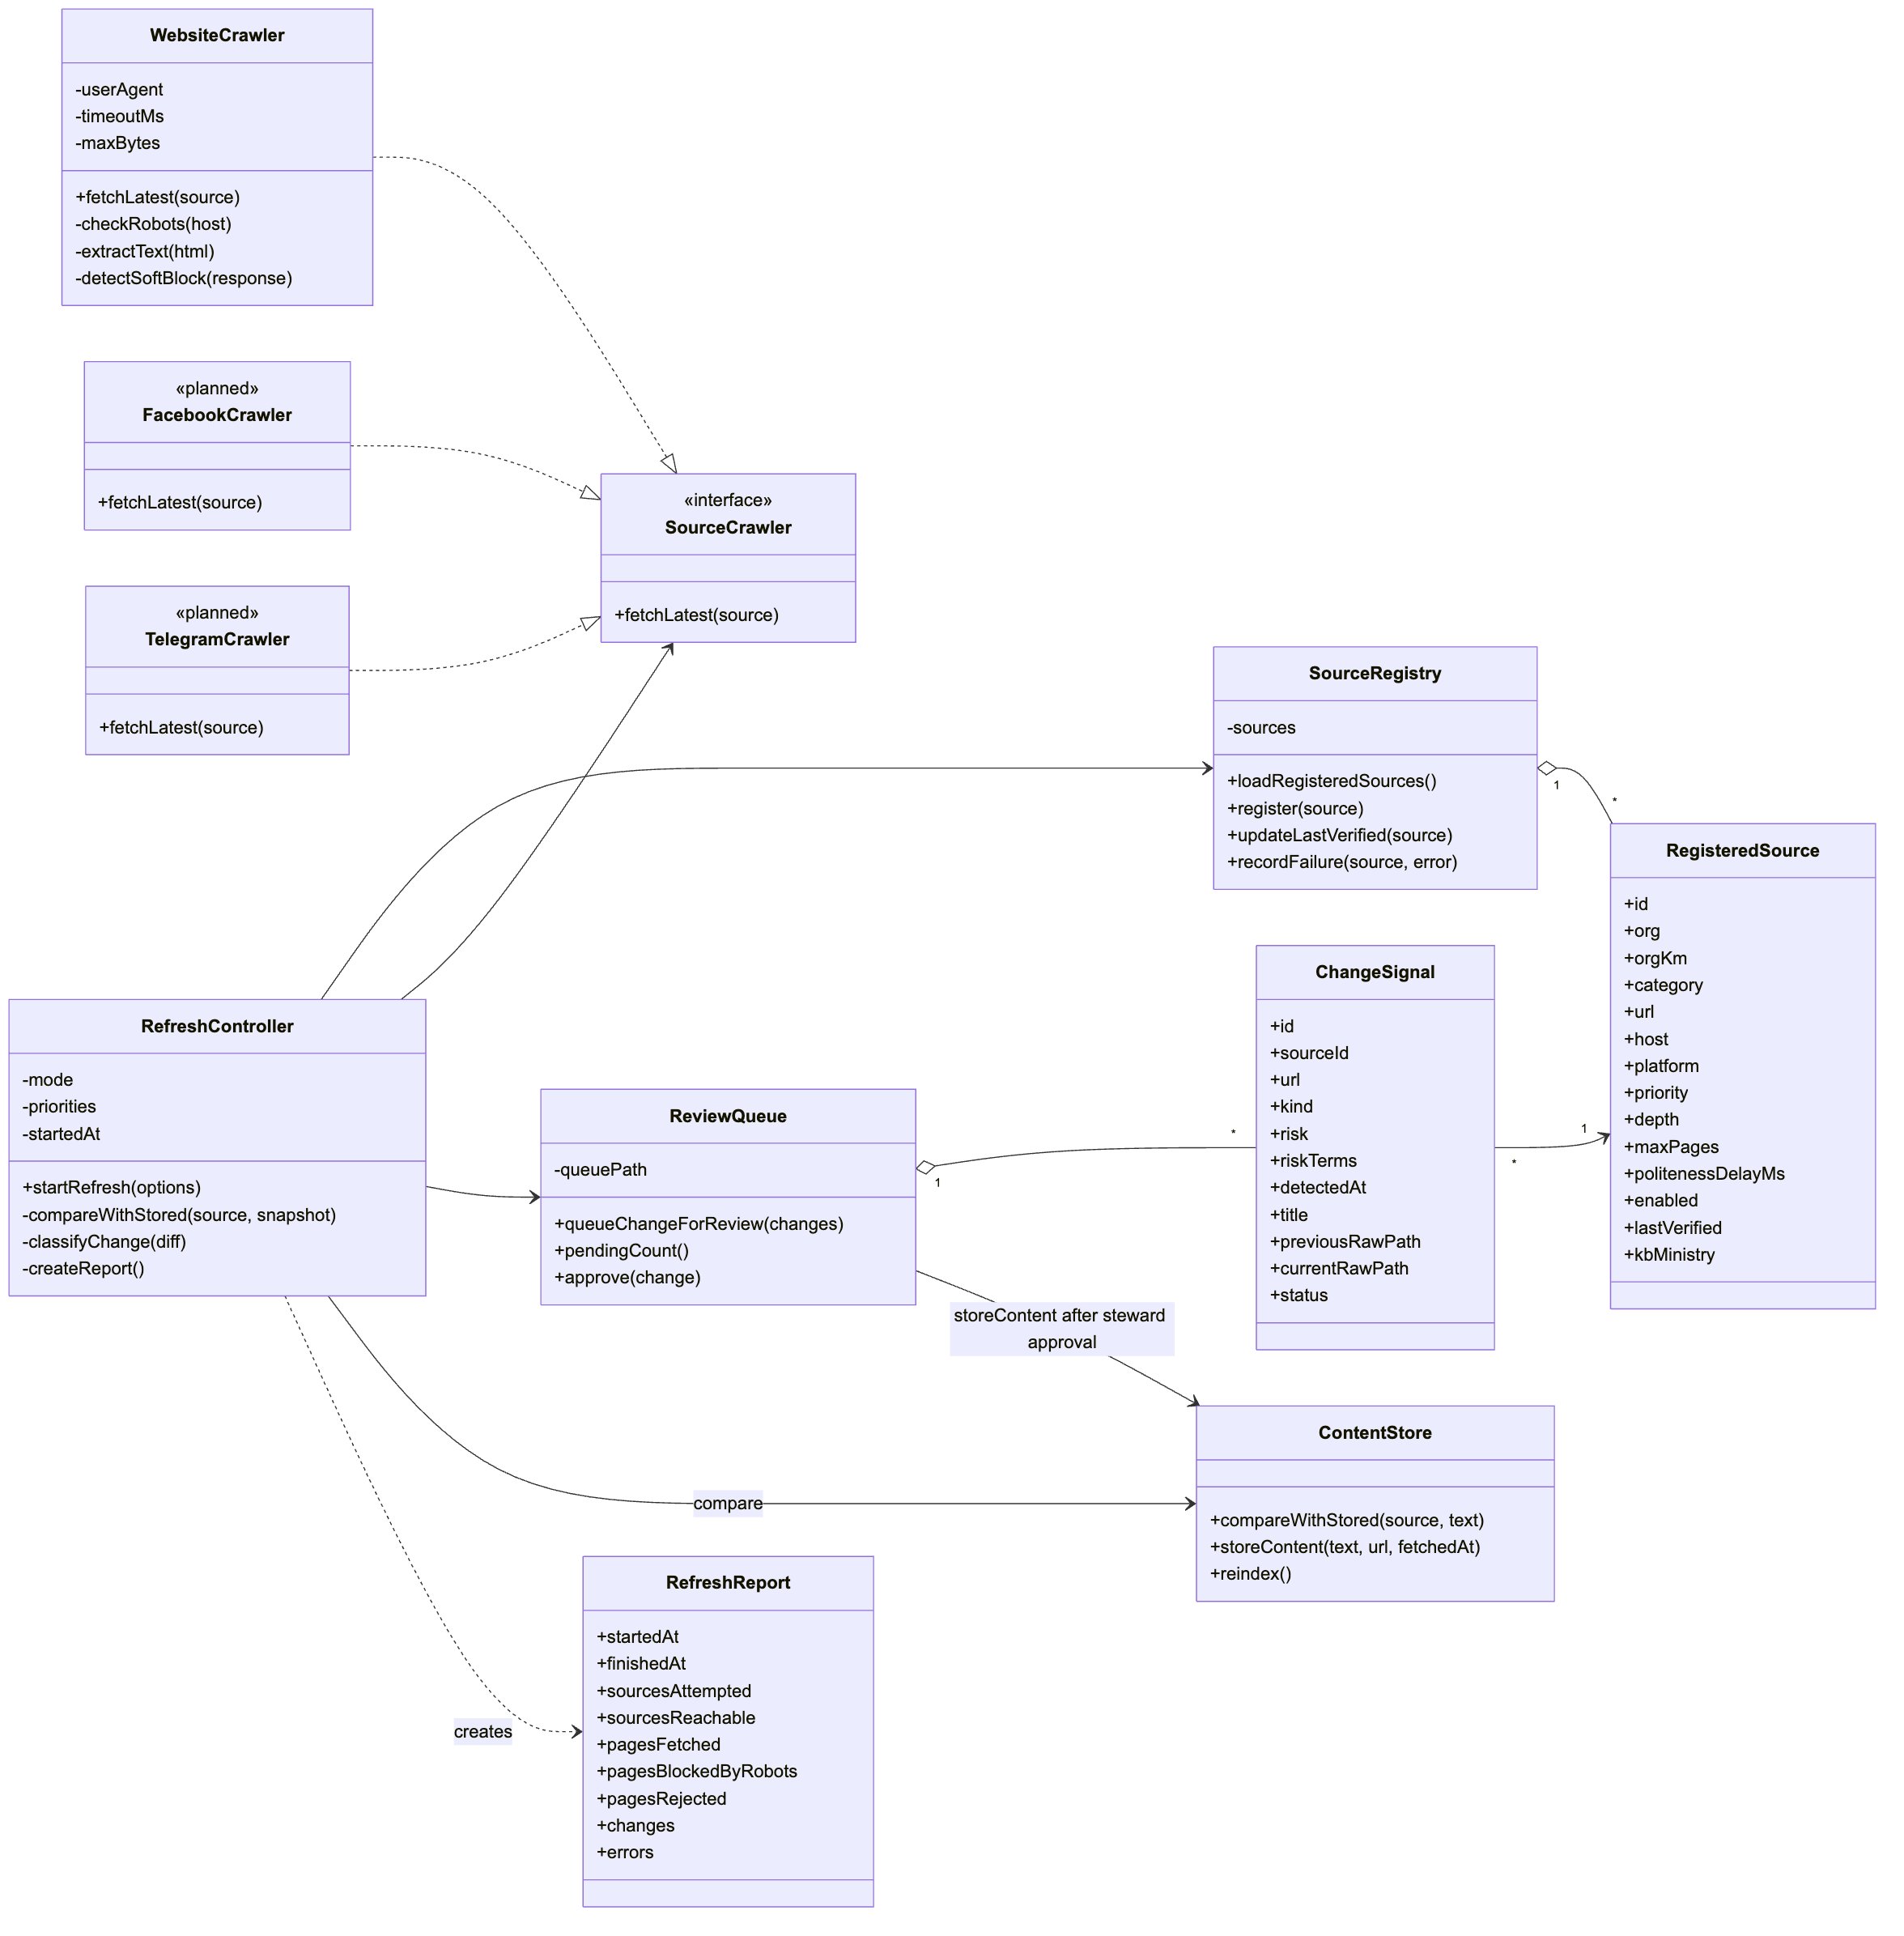 WebsiteCrawler
-userAgent
-timeoutMs
-maxBytes
+fetchLatest(source)
-checkRobots(host)
-extractText(html)
-detectSoftBlock(response)
«planned»
FacebookCrawler
+fetchLatest(source)
«interface»
SourceCrawler
+fetchLatest(source)
«planned»
TelegramCrawler
+fetchLatest(source)
SourceRegistry
-sources
+loadRegisteredSources()
+register(source)
+updateLastVerified(source)
+recordFailure(source, error)
1
*
RegisteredSource
+id
+org
+orgKm
+category
+url
+host
+platform
+priority
+depth
+maxPages
+politenessDelayMs
+enabled
+lastVerified
+kbMinistry
ChangeSignal
+id
+sourceId
+url
+kind
+risk
+riskTerms
+detectedAt
+title
+previousRawPath
+currentRawPath
+status
1
*
RefreshController
-mode
-priorities
-startedAt
+startRefresh(options)
-compareWithStored(source, snapshot)
-classifyChange(diff)
-createReport()
ReviewQueue
-queuePath
+queueChangeForReview(changes)
+pendingCount()
+approve(change)
1
*
storeContent after steward
approval
ContentStore
+compareWithStored(source, text)
+storeContent(text, url, fetchedAt)
+reindex()
compare
RefreshReport
+startedAt
+finishedAt
+sourcesAttempted
+sourcesReachable
+pagesFetched
+pagesBlockedByRobots
+pagesRejected
+changes
+errors
creates